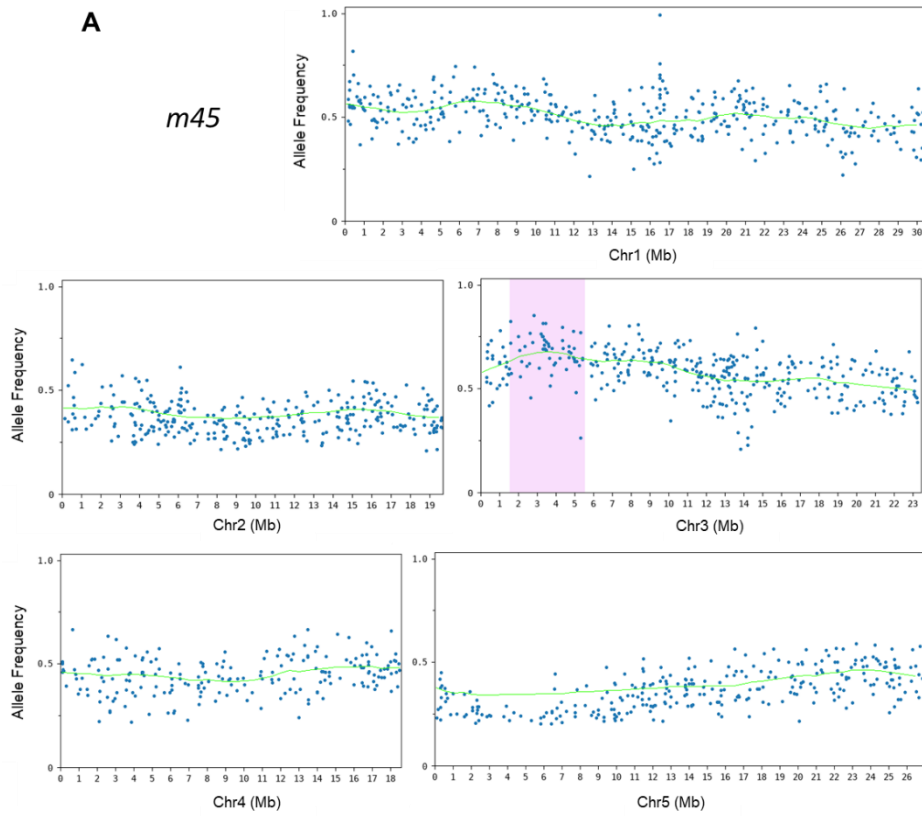 A
m45
Allele Frequency
1.0
0.5
0
0 1 2 3 4 5 6 7 8 9 10 11 12 13 14 15 16 17 18 19 20 21 22 23 24 25 26 27 28 29 30
Chr1 (Mb)
Allele Frequency
1.0
0.5
0
0 1 2 3 4 5 6 7 8 9 10 11 12 13 14 15 16 17 18 19
Chr2 (Mb)
1.0
0.5
0
0 1 2 3 4 5 6 7 8 9 10 11 12 13 14 15 16 17 18 19 20 21 22 23
Chr3 (Mb)
Allele Frequency
1.0
0.5
0
0 1 2 3 4 5 6 7 8 9 10 11 12 13 14 15 16 17 18
Chr4 (Mb)
1.0
0.5
0
0 1 2 3 4 5 6 7 8 9 10 11 12 13 14 15 16 17 18 19 20 21 22 23 24 25 26
Chr5 (Mb)